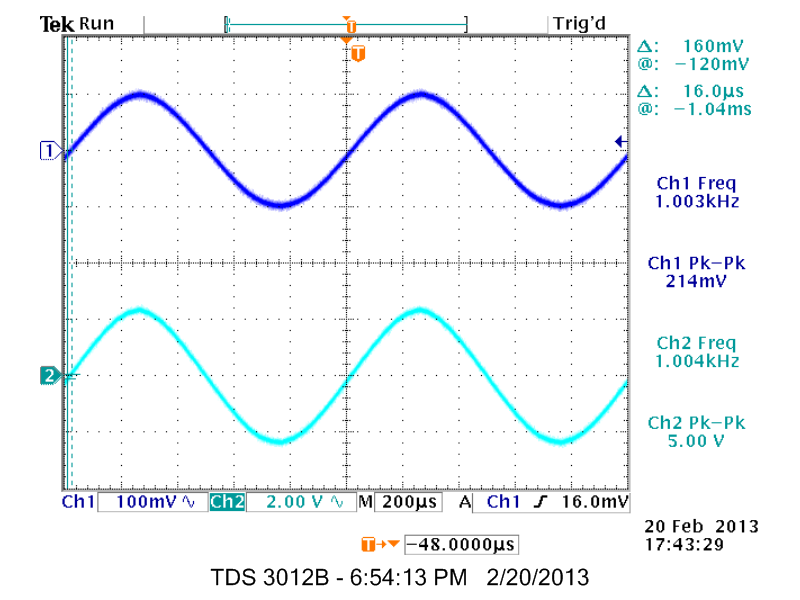 Tek Run Trig'd
T
T
Δ: 160mV
@: −120mV
Δ: 16.0µs
@: −1.04ms
1
Ch1 Freq
1.003kHz
Ch1 Pk−Pk
214mV
Ch2 Freq
1.004kHz
2
Ch2 Pk−Pk
5.00 V
Ch1 100mV Ch2 2.00 V M 200µs A Ch1 16.0mV
T −48.0000µs
20 Feb 2013
17:43:29
TDS 3012B - 6:54:13 PM 2/20/2013